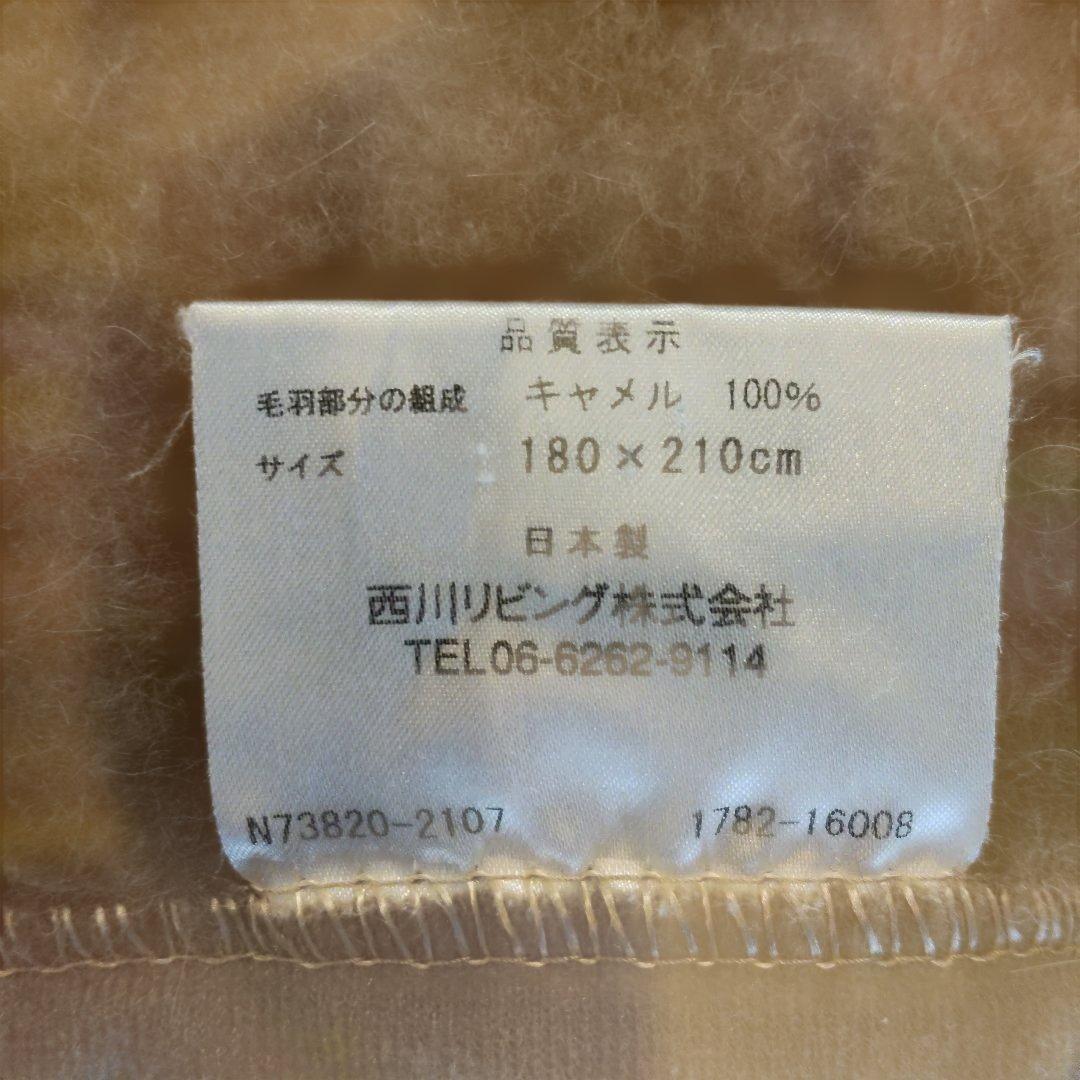 品質表示
毛羽部分の組成 キャメル 100%
サイズ 180×210cm
日本製
西川リビング株式会社
TEL06-6262-9114
N73820-2107 1782-16008